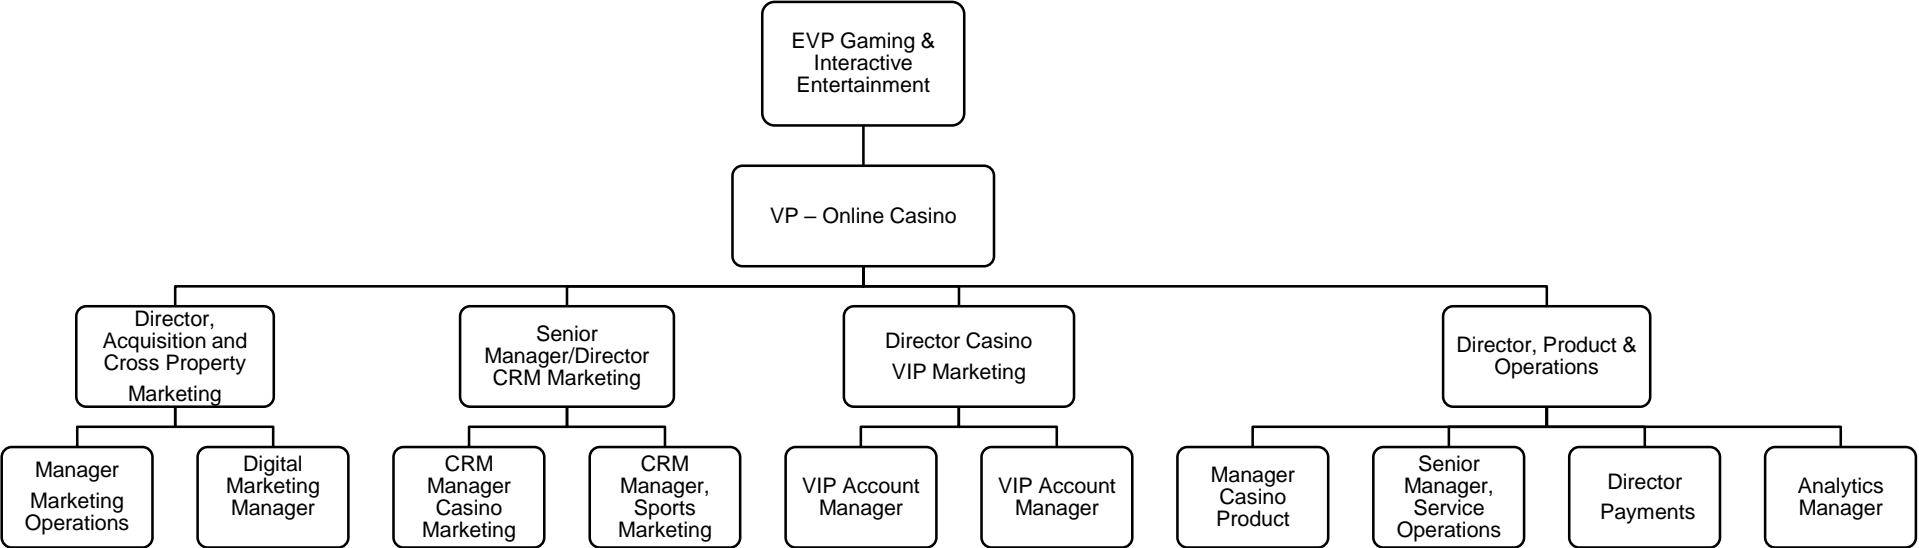 EVP Gaming &
Interactive
Entertainment
VP – Online Casino
Director,
Acquisition and
Cross Property
Marketing
Senior
Manager/Director
CRM Marketing
Director Casino
VIP Marketing
Director, Product &
Operations
Manager
Marketing
Operations
Digital
Marketing
Manager
CRM
Manager
Casino
Marketing
CRM
Manager,
Sports
Marketing
VIP Account
Manager
VIP Account
Manager
Manager
Casino
Product
Senior
Manager,
Service
Operations
Director
Payments
Analytics
Manager